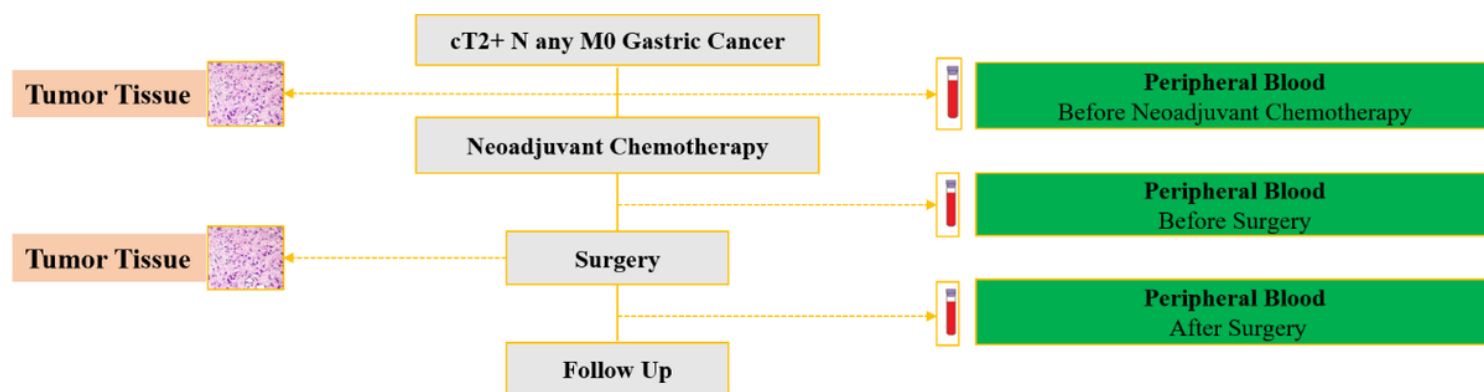 cT2+ N any M0 Gastric Cancer
Tumor Tissue
Peripheral Blood
Before Neoadjuvant Chemotherapy
Neoadjuvant Chemotherapy
Peripheral Blood
Before Surgery
Tumor Tissue
Surgery
Peripheral Blood
After Surgery
Follow Up